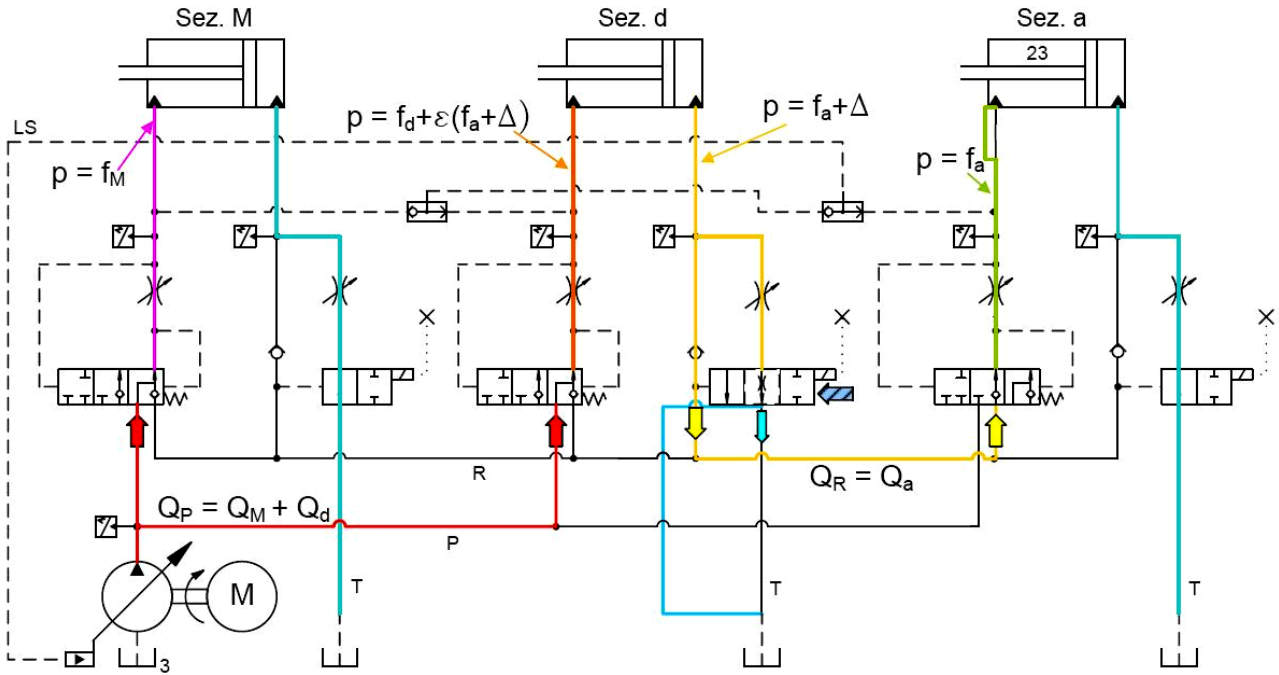 Sez. M
Sez. d
Sez. a
23
LS
p = f_d+ε(f_a+Δ)
p = f_a+Δ
p = f_M
p = f_a
R
Q_R = Q_a
Q_P = Q_M + Q_d
P
M
T
T
T
3